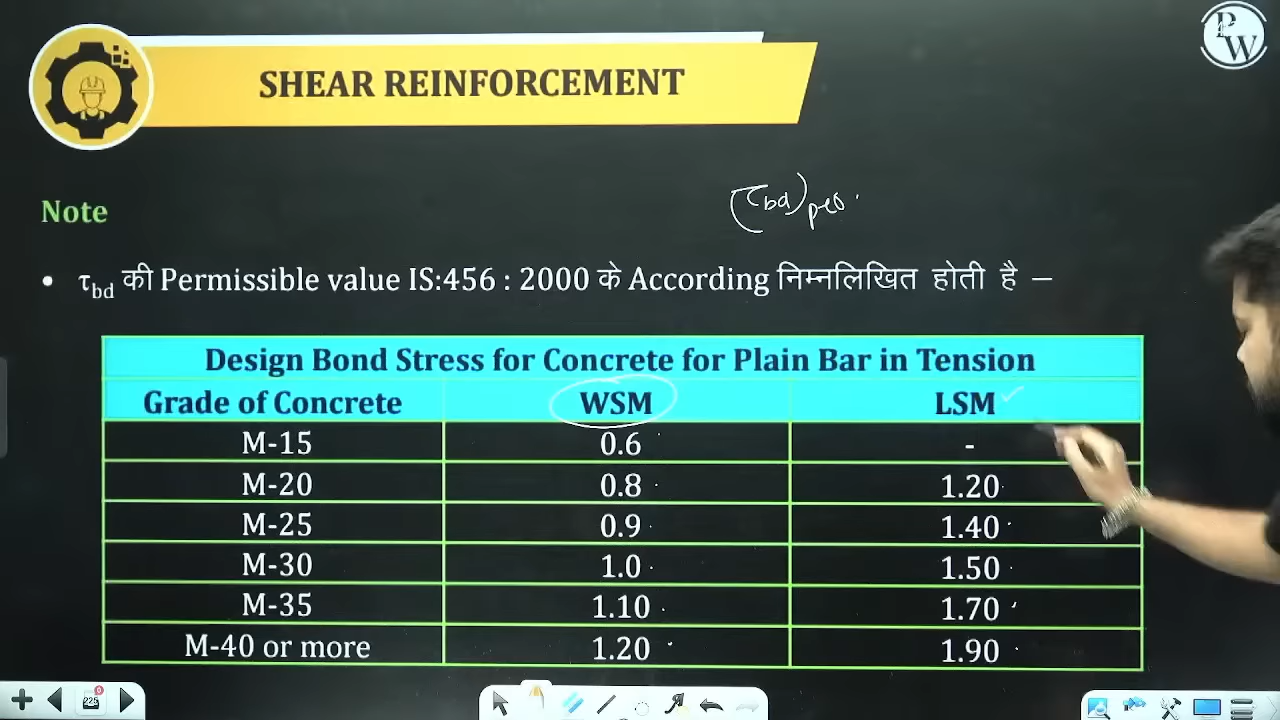 PW
SHEAR REINFORCEMENT
(τbd)per.
Note
• τbd की Permissible value IS:456 : 2000 के According निम्नलिखित होती है –
Design Bond Stress for Concrete for Plain Bar in Tension
Grade of Concrete WSM LSM
M-15 0.6 -
M-20 0.8 1.20
M-25 0.9 1.40
M-30 1.0 1.50
M-35 1.10 1.70
M-40 or more 1.20 1.90
225 0